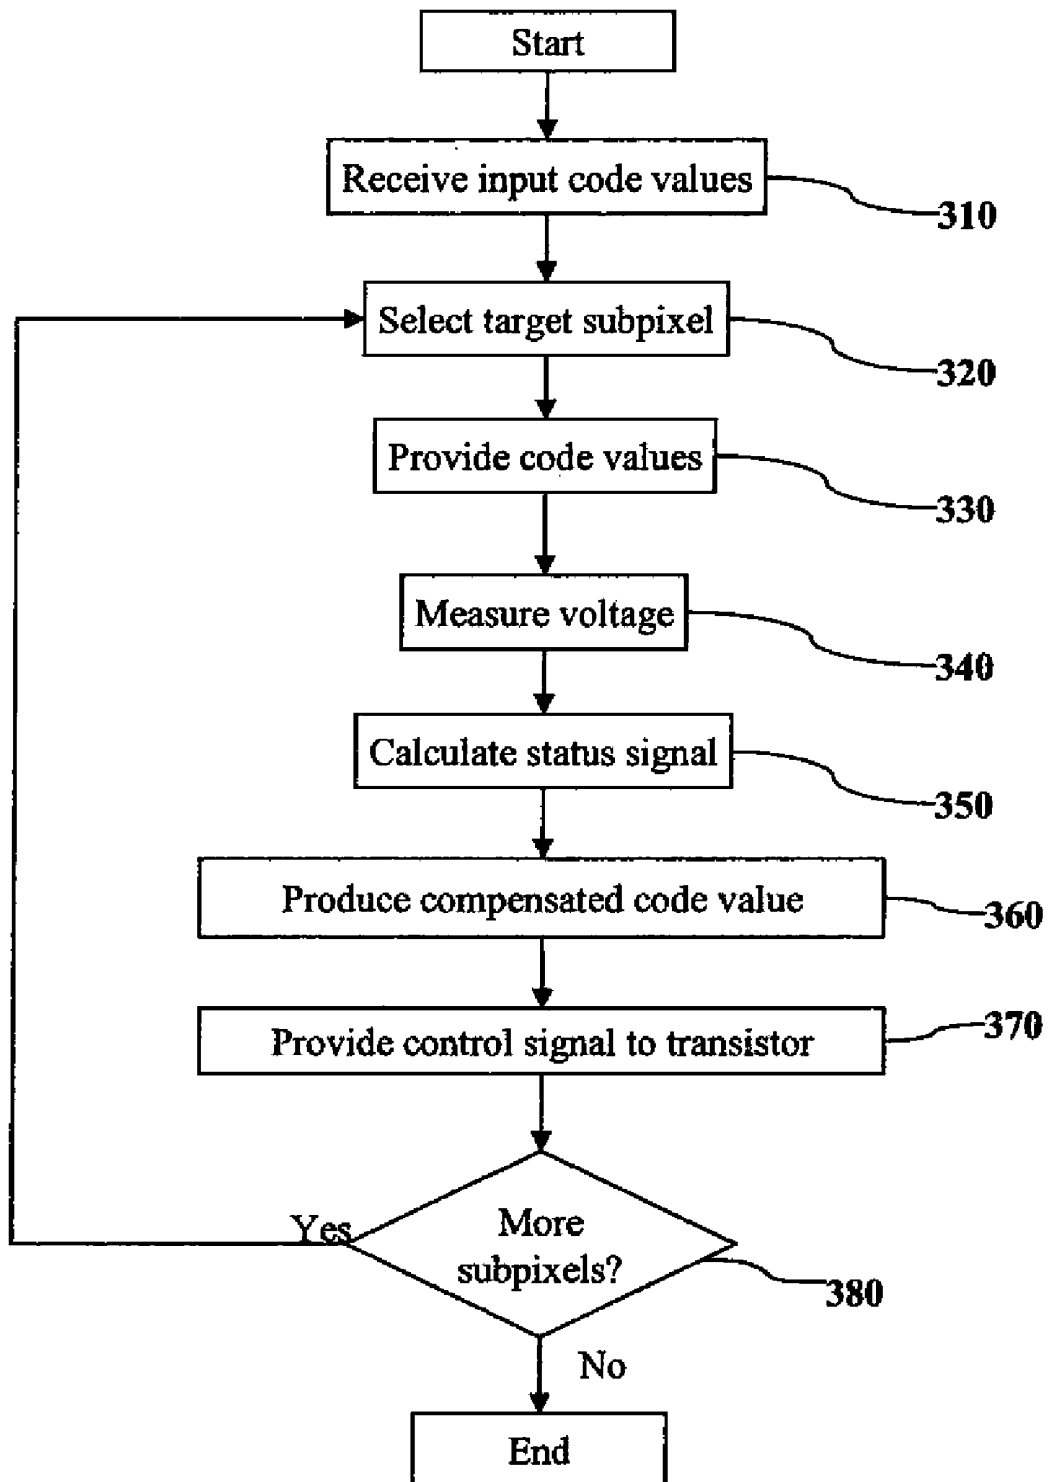 Start
Receive input code values
310
Select target subpixel
320
Provide code values
330
Measure voltage
340
Calculate status signal
350
Produce compensated code value
360
Provide control signal to transistor
370
Yes
More
subpixels?
380
No
End